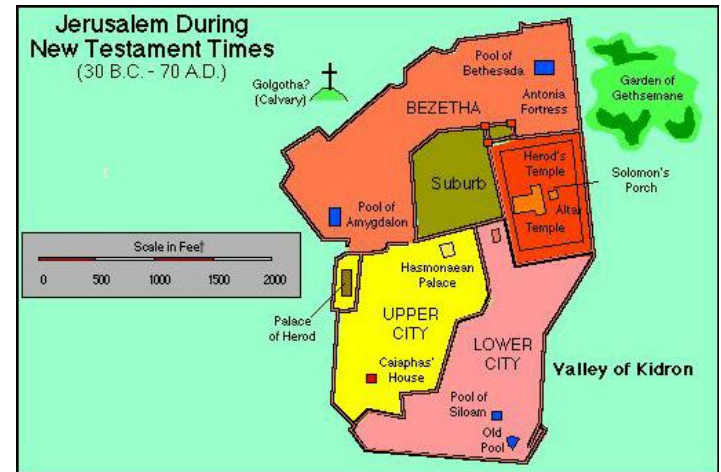 Jerusalem During
New Testament Times
(30 B.C. - 70 A.D.)
Golgotha?
(Calvary)
Pool of
Bethesada
Antonia
Fortress
BEZETHA
Garden of
Gethsemane
Herod's
Temple
Solomon's
Porch
Altar
Temple
Suburb
Pool of
Amygdalon
Scale in Feet
0 500 1000 1500 2000
Hasmonaean
Palace
Palace
of Herod
UPPER
CITY
LOWER
CITY
Caiaphas'
House
Valley of Kidron
Pool of
Siloam
Old
Pool